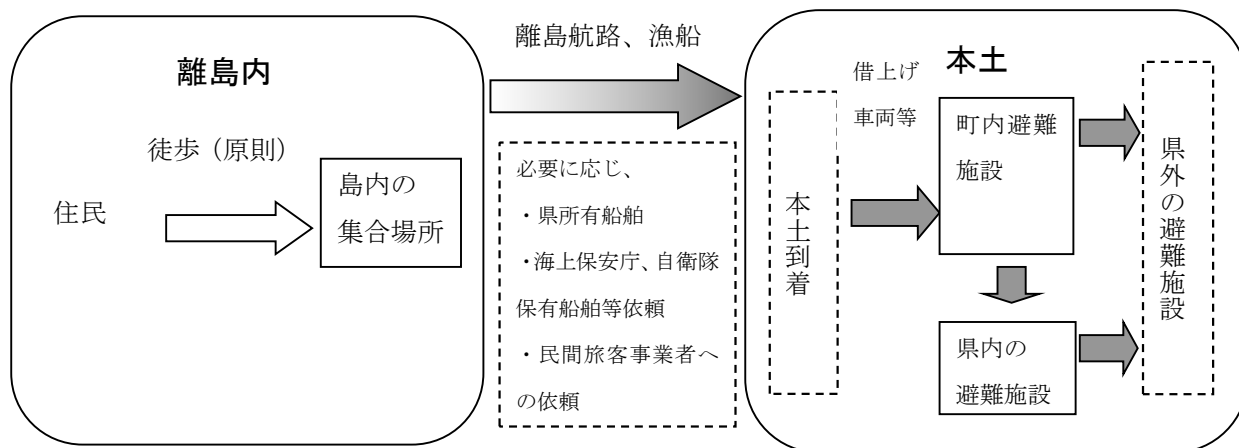 離島内
徒歩（原則）
住民
島内の
集合場所
離島航路、漁船
必要に応じ、
・県所有船舶
・海上保安庁、自衛隊
保有船舶等依頼
・民間旅客事業者へ
の依頼
本土
本土到着
借上げ
車両等
町内避難
施設
県内の
避難施設
県外の避難施設